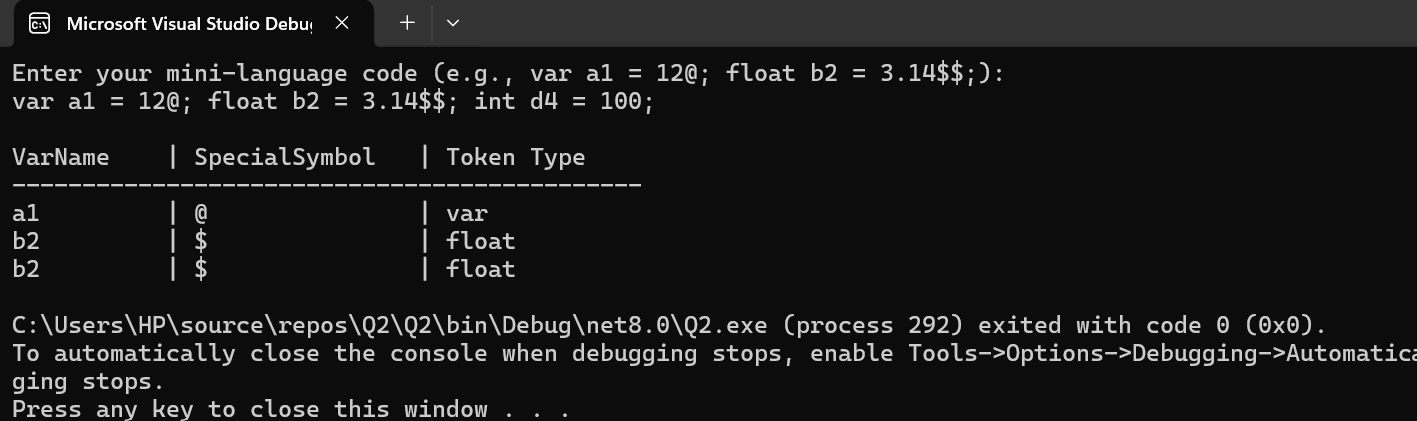 Microsoft Visual Studio Debug
Enter your mini-language code (e.g., var a1 = 12@; float b2 = 3.14$$;):
var a1 = 12@; float b2 = 3.14$$; int d4 = 100;
VarName | SpecialSymbol | Token Type
---------------------------------------------
a1 | @ | var
b2 | $ | float
b2 | $ | float
C:\Users\HP\source\repos\Q2\Q2\bin\Debug\net8.0\Q2.exe (process 292) exited with code 0 (0x0).
To automatically close the console when debugging stops, enable Tools->Options->Debugging->Automatica
ging stops.
Press any key to close this window . . .